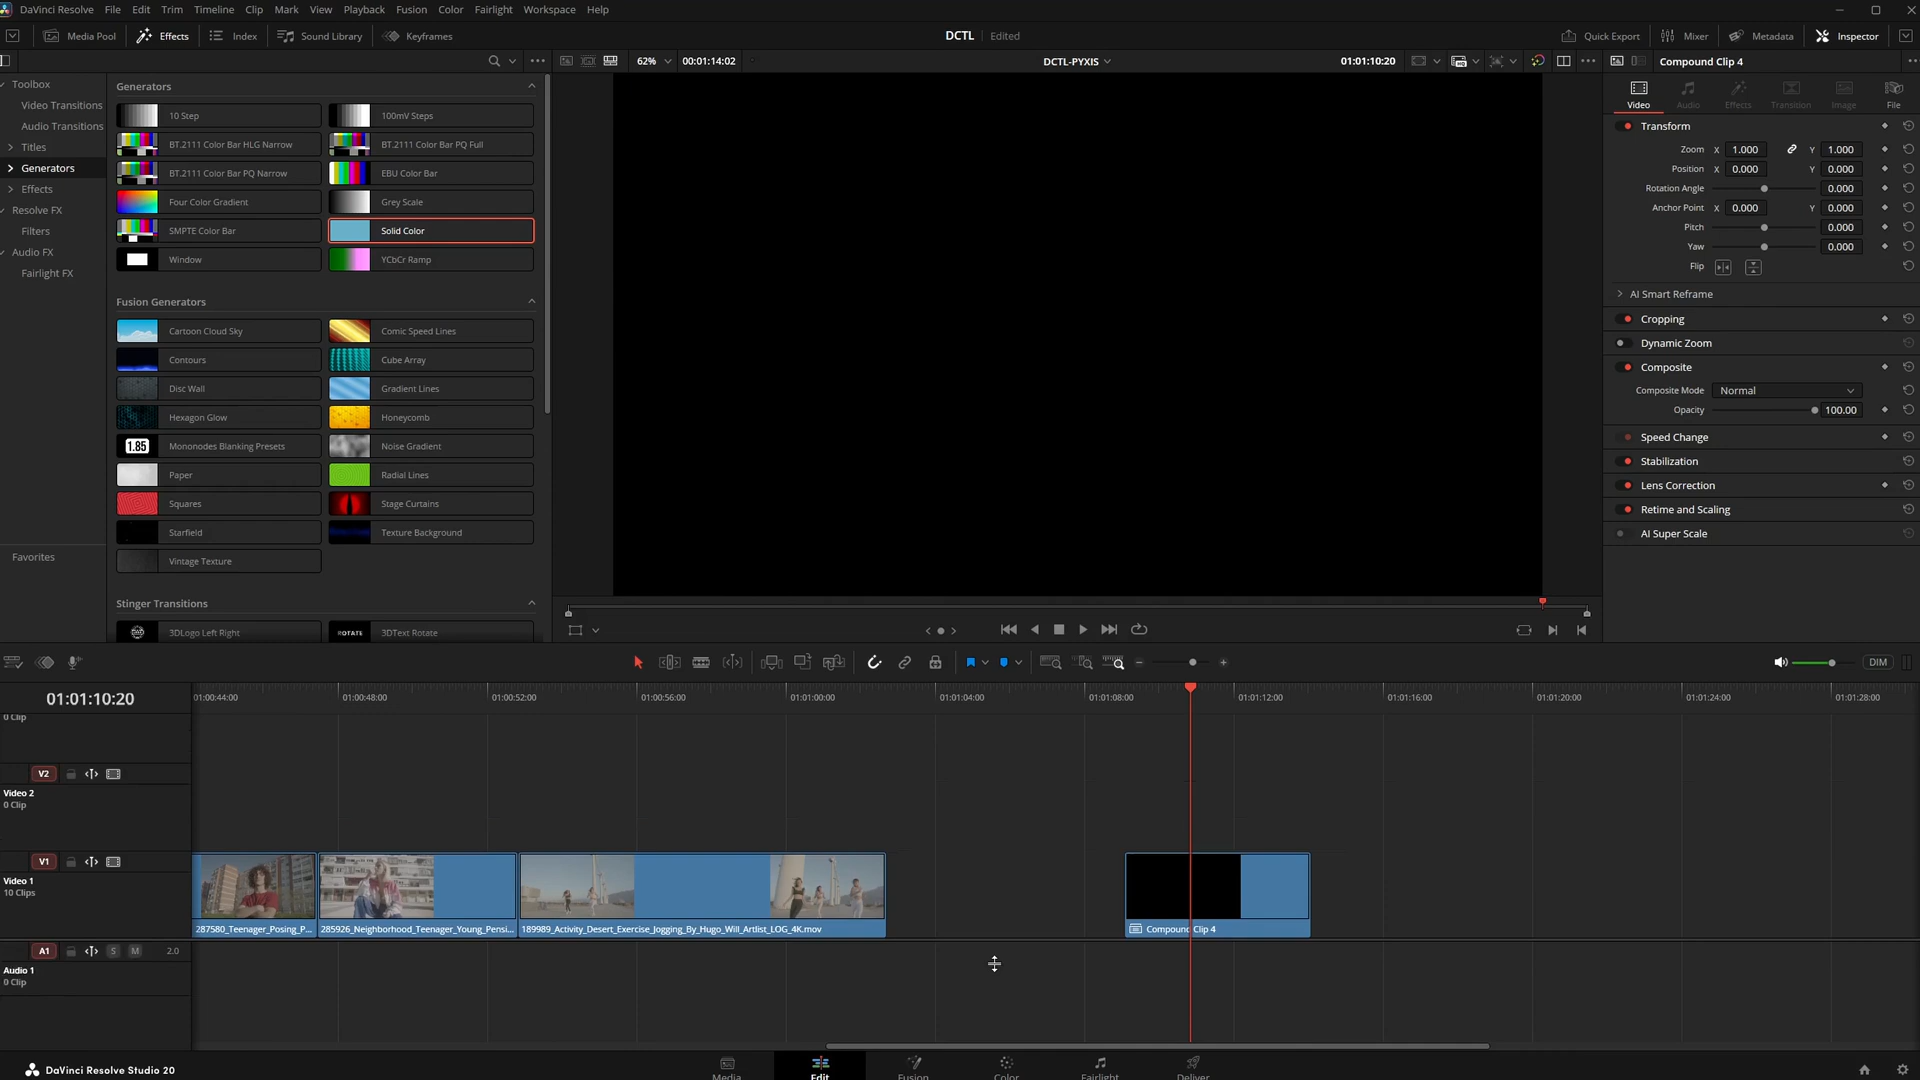 DaVinci Resolve File Edit Trim Timeline Clip Mark View Playback Fusion Color Fairlight Workspace Help
Media Pool Effects Index Sound Library Keyframes DCTL Edited Quick Export Mixer Metadata Inspector
62% 00:01:14:02 DCTL-PYXIS 01:01:10:20 Compound Clip 4
Toolbox
Video Transitions
Audio Transitions
Titles
Generators
Effects
Resolve FX
Filters
Audio FX
Fairlight FX
Favorites
Generators
10 Step 100mV Steps
BT.2111 Color Bar HLG Narrow BT.2111 Color Bar PQ Full
BT.2111 Color Bar PQ Narrow EBU Color Bar
Four Color Gradient Grey Scale
SMPTE Color Bar Solid Color
Window YCbCr Ramp
Fusion Generators
Cartoon Cloud Sky Comic Speed Lines
Contours Cube Array
Disc Wall Gradient Lines
Hexagon Glow Honeycomb
1.85 Mononodes Blanking Presets Noise Gradient
Paper Radial Lines
Squares Stage Curtains
Starfield Texture Background
Vintage Texture
Stinger Transitions
3DLogo Left Right ROTATE 3DText Rotate
Video Audio Effects Transition Image File
Transform
Zoom X 1.000 Y 1.000
Position X 0.000 Y 0.000
Rotation Angle 0.000
Anchor Point X 0.000 Y 0.000
Pitch 0.000
Yaw 0.000
Flip
AI Smart Reframe
Cropping
Dynamic Zoom
Composite
Composite Mode Normal
Opacity 100.00
Speed Change
Stabilization
Lens Correction
Retime and Scaling
AI Super Scale
DIM
01:01:10:20 01:00:44:00 01:00:48:00 01:00:52:00 01:00:56:00 01:01:00:00 01:01:04:00 01:01:08:00 01:01:12:00 01:01:16:00 01:01:20:00 01:01:24:00 01:01:28:00
0 Clip
V2
Video 2
0 Clip
V1
Video 1
10 Clips
287580_Teenager_Posing_P... 285926_Neighborhood_Teenager_Young_Pensi... 189989_Activity_Desert_Exercise_Jogging_By_Hugo_Will_Artlist_LOG_4K.mov Compound Clip 4
A1 S M 2.0
Audio 1
0 Clip
DaVinci Resolve Studio 20 Media Edit Fusion Color Fairlight Deliver